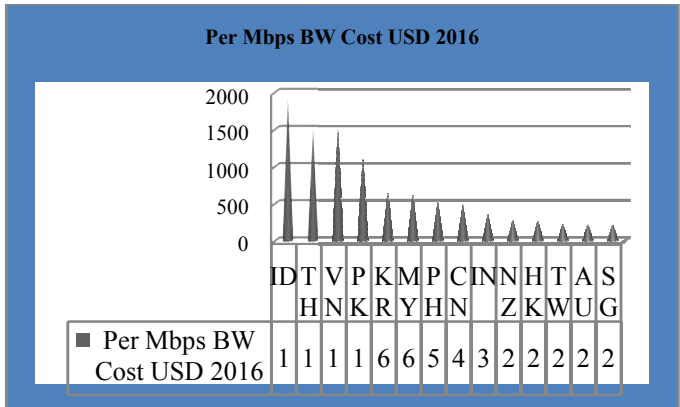 Per Mbps BW Cost USD 2016
2000
1500
1000
500
0
ID T V P K M P C IN N H T A S
H N K R Y H N Z K W U G
Per Mbps BW
Cost USD 2016 1 1 1 1 6 6 5 4 3 2 2 2 2 2